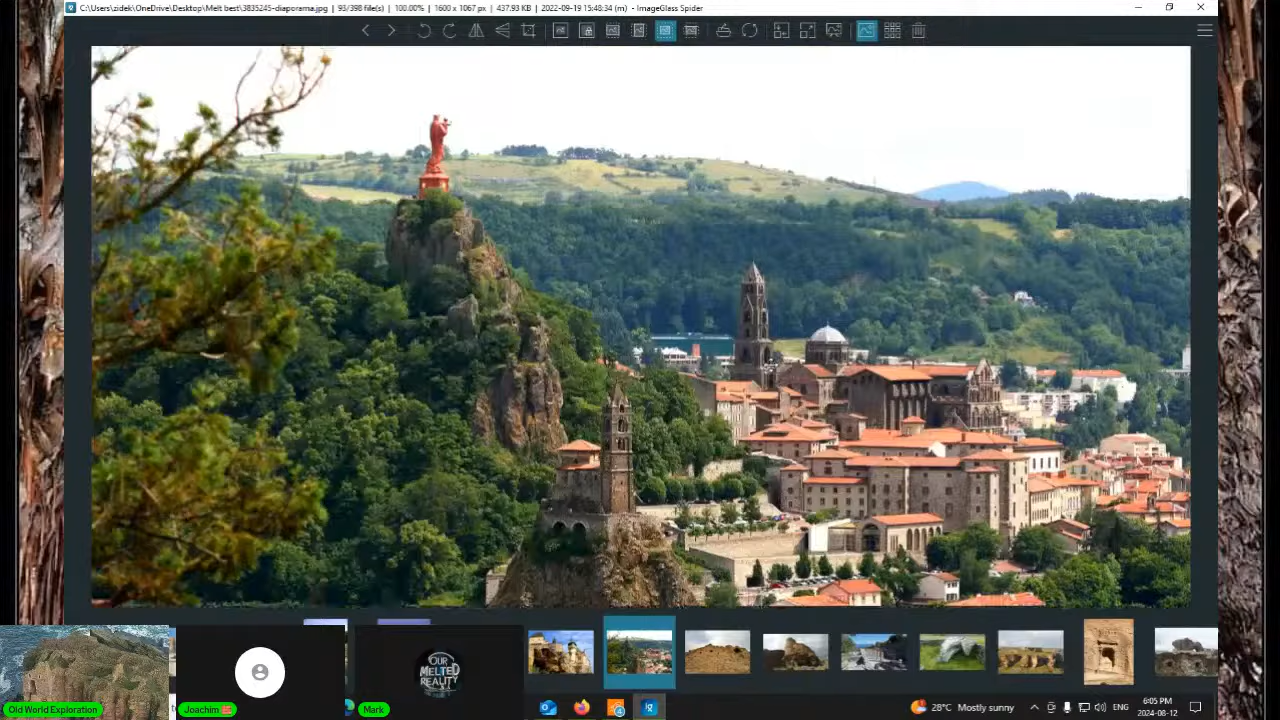 C:\Users\zidek\OneDrive\Desktop\Melt best\3835245-diaporama.jpg | 93/398 file(s) | 100.00% | 1600 x 1067 px | 437.93 KB | 2022-09-19 15:48:34 (m) - ImageGlass Spider
OUR
MELTED
REALITY
Old World Exploration
Joachim
Mark
4
28°C Mostly sunny
ENG
6:05 PM
2024-08-12